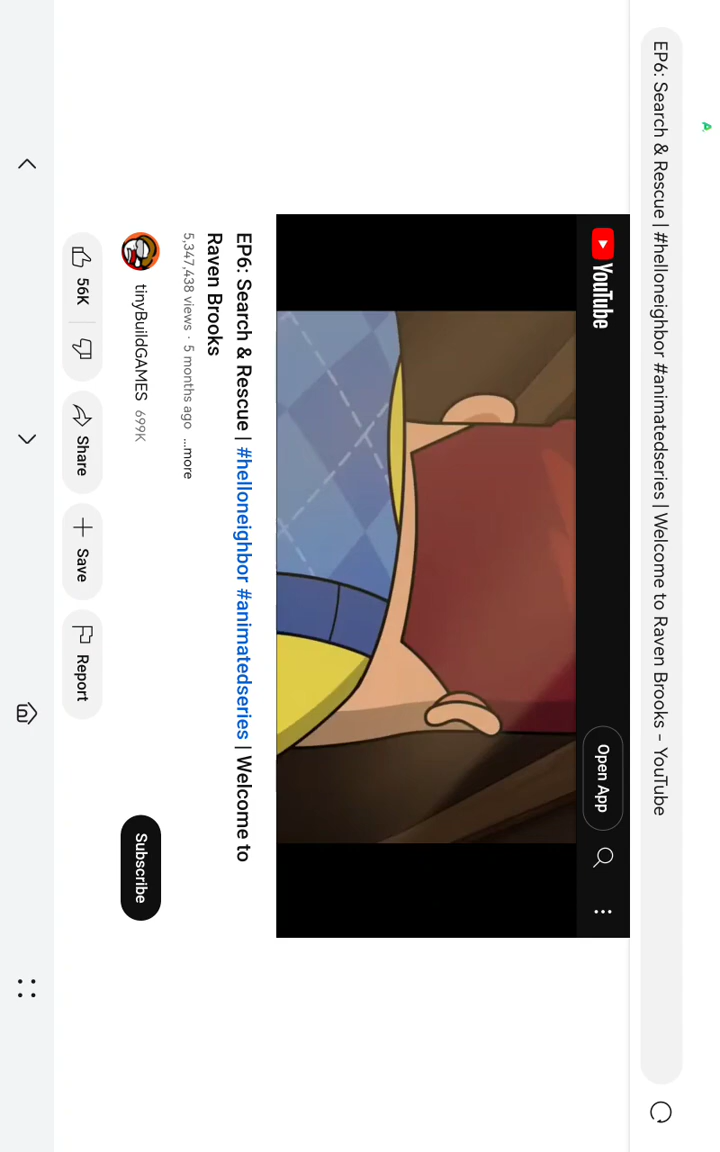 EP6: Search & Rescue | #helloneighbor #animatedseries | Welcome to Raven Brooks - YouTube
YouTube
Open App
EP6: Search & Rescue | #helloneighbor #animatedseries | Welcome to
Raven Brooks
5,347,438 views · 5 months ago ...more
tinyBuildGAMES 699K
Subscribe
56K
Share
Save
Report